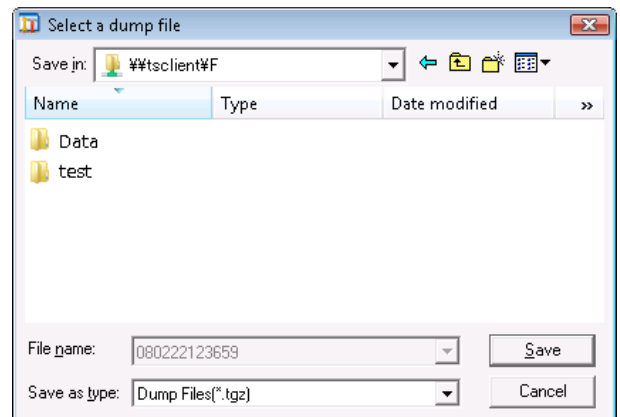 Select a dump file
Save in: ¥¥tsclient¥F
Name Type Date modified »
Data
test
File name: 080222123659 Save
Save as type: Dump Files(*.tgz) Cancel